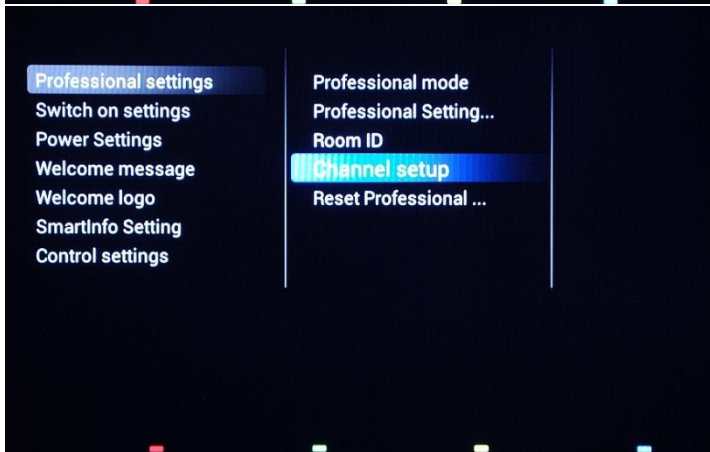 Professional settings
Switch on settings
Power Settings
Welcome message
Welcome logo
SmartInfo Setting
Control settings
Professional mode
Professional Setting...
Room ID
Channel setup
Reset Professional ...